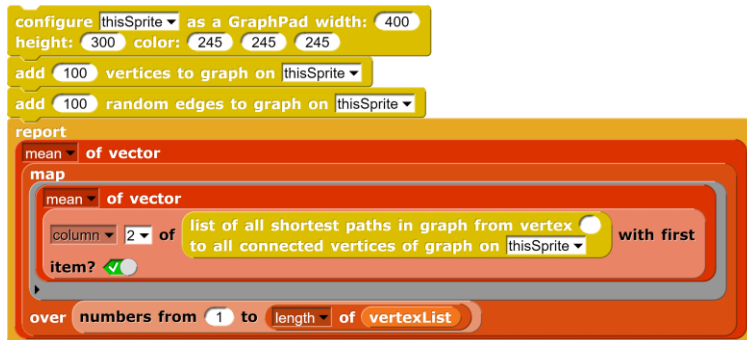 configure thisSprite as a GraphPad width: 400
height: 300 color: 245 245 245
add 100 vertices to graph on thisSprite
add 100 random edges to graph on thisSprite
report
mean of vector
map
mean of vector
list of all shortest paths in graph from vertex
column 2 of with first
to all connected vertices of graph on thisSprite
item?
over numbers from 1 to length of vertexList